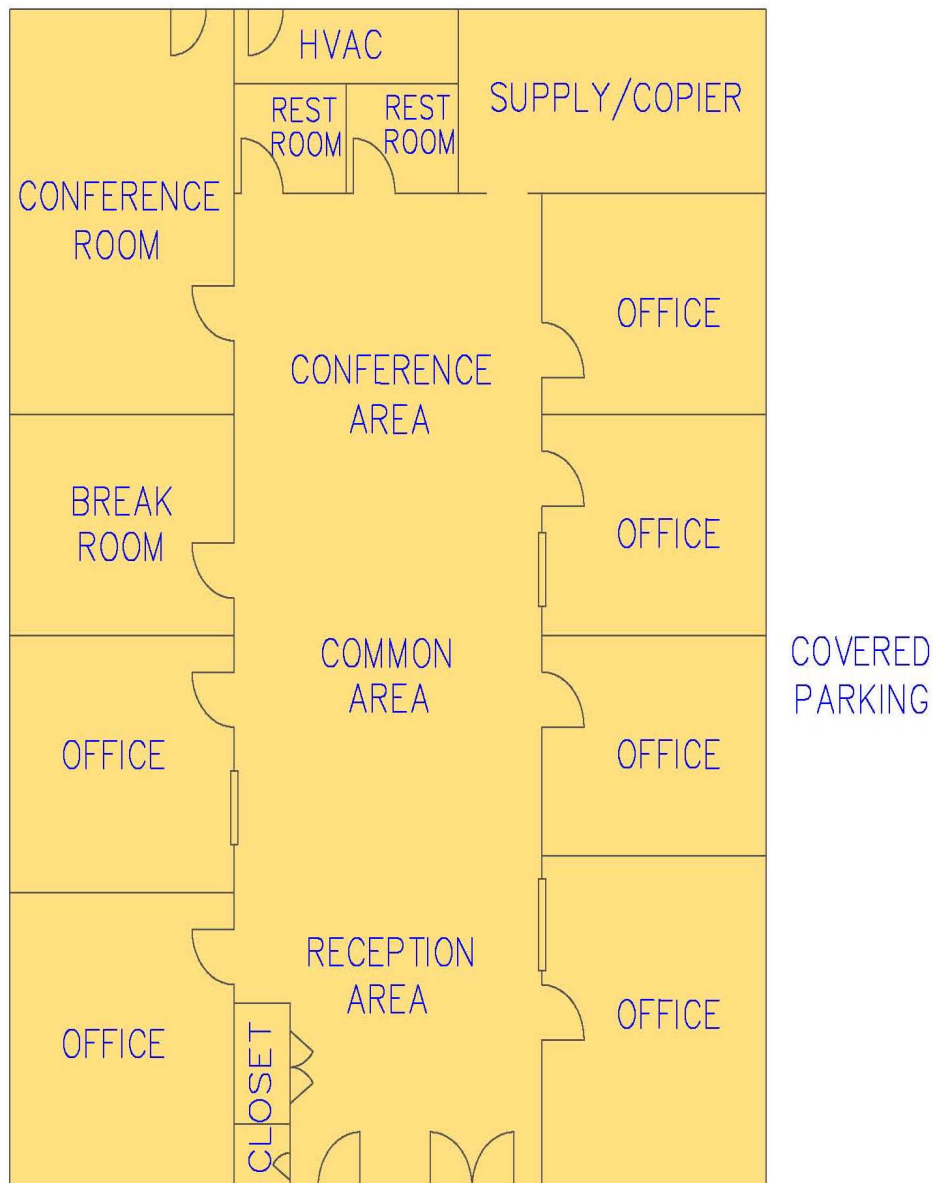 HVAC
REST
ROOM
REST
ROOM
SUPPLY/COPIER
CONFERENCE
ROOM
OFFICE
CONFERENCE
AREA
BREAK
ROOM
OFFICE
COMMON
AREA
COVERED
PARKING
OFFICE
OFFICE
RECEPTION
AREA
OFFICE
OFFICE
CLOSET